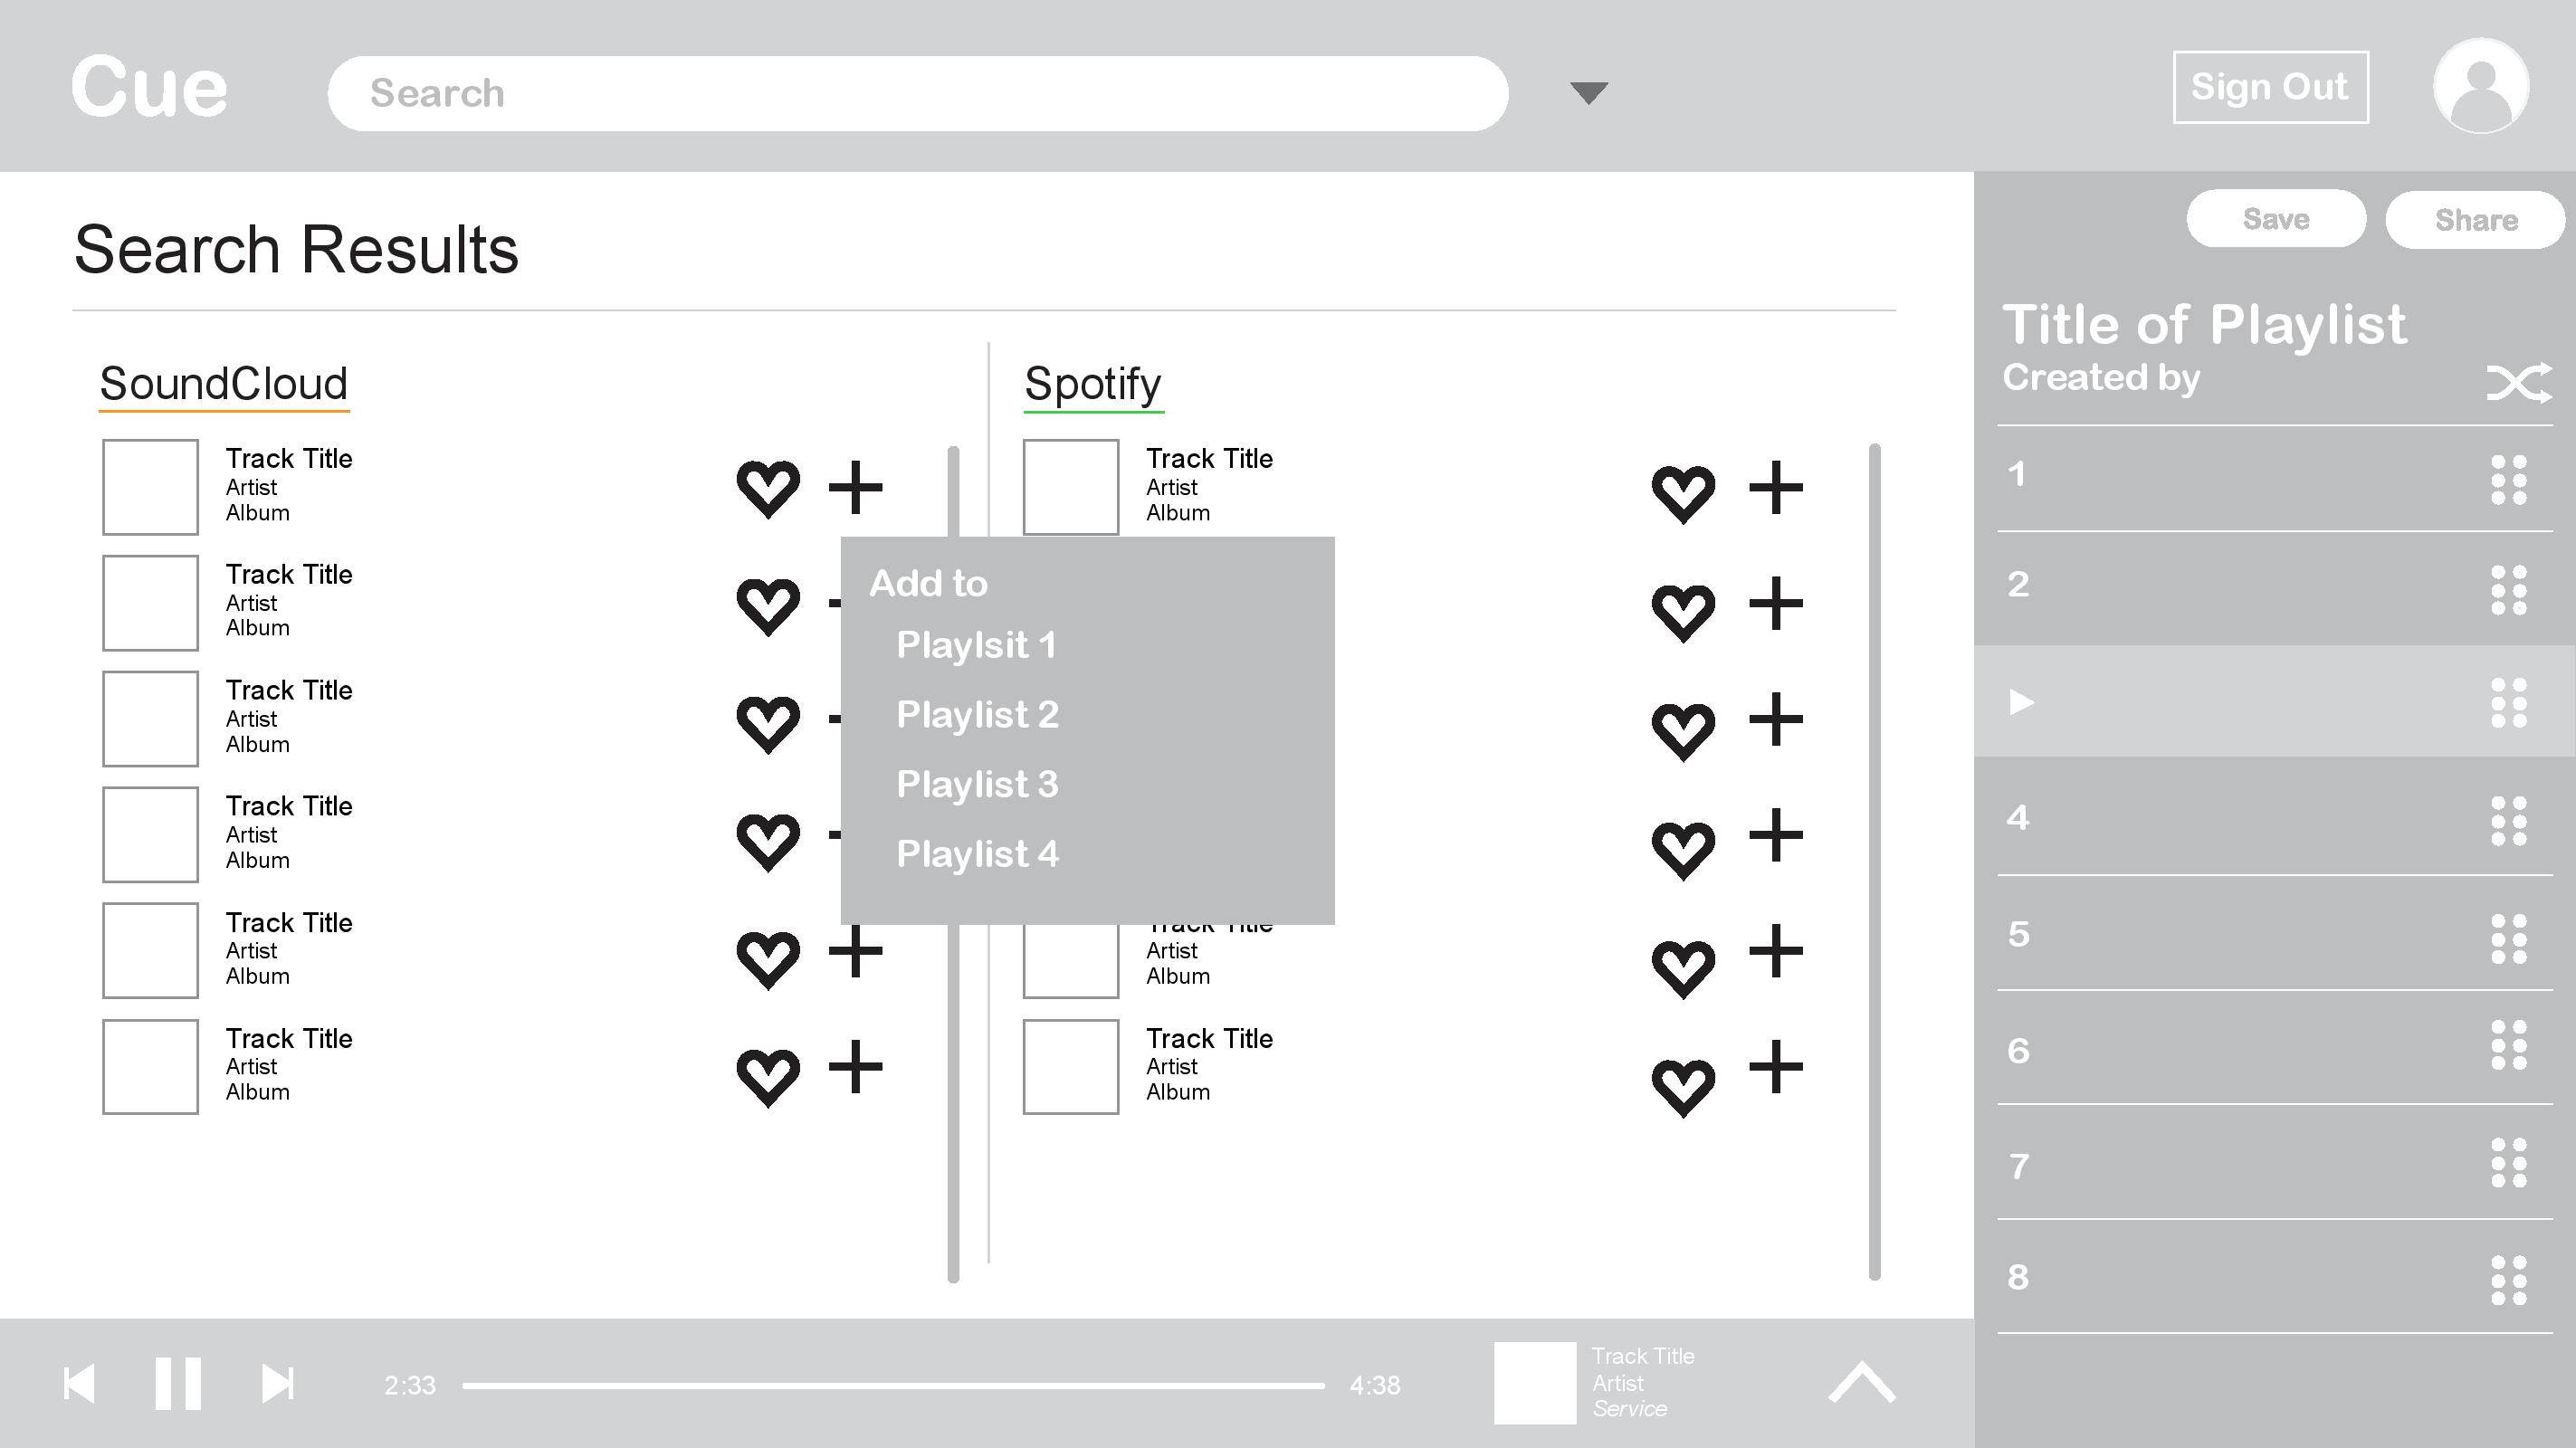 Cue
Search
Sign Out
Search Results
SoundCloud
Track Title
Artist
Album
Track Title
Artist
Album
Track Title
Artist
Album
Track Title
Artist
Album
Track Title
Artist
Album
Track Title
Artist
Album
Spotify
Track Title
Artist
Album
Track Title
Artist
Album
Track Title
Artist
Album
Add to
Playlsit 1
Playlist 2
Playlist 3
Playlist 4
Save
Share
Title of Playlist
Created by
1
2
4
5
6
7
8
2:33
4:38
Track Title
Artist
Service